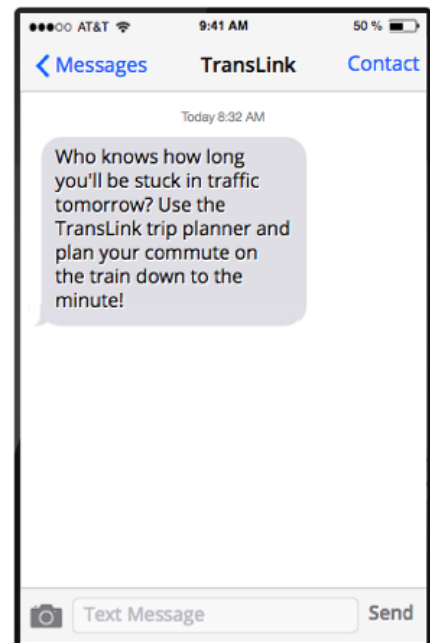 AT&T 9:41 AM 50 %
Messages TransLink Contact
Today 8:32 AM
Who knows how long
you'll be stuck in traffic
tomorrow? Use the
TransLink trip planner and
plan your commute on
the train down to the
minute!
Text Message Send